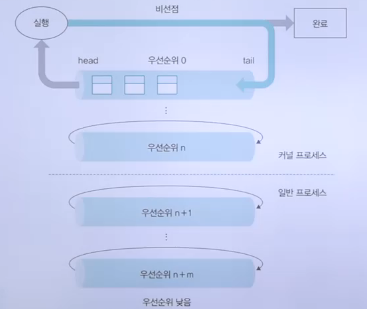 비선점
실행
완료
head 우선순위 0 tail
⋮
우선순위 n
커널 프로세스
일반 프로세스
우선순위 n+1
⋮
우선순위 n+m
우선순위 낮음